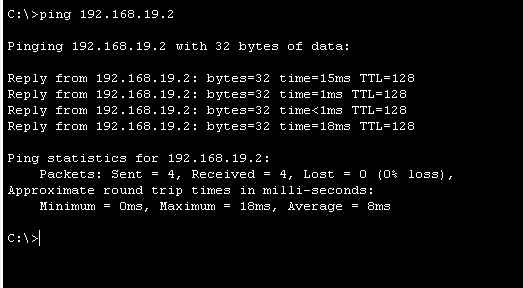 C:\>ping 192.168.19.2
Pinging 192.168.19.2 with 32 bytes of data:
Reply from 192.168.19.2: bytes=32 time=15ms TTL=128
Reply from 192.168.19.2: bytes=32 time=1ms TTL=128
Reply from 192.168.19.2: bytes=32 time<1ms TTL=128
Reply from 192.168.19.2: bytes=32 time=18ms TTL=128
Ping statistics for 192.168.19.2:
    Packets: Sent = 4, Received = 4, Lost = 0 (0% loss),
Approximate round trip times in milli-seconds:
    Minimum = 0ms, Maximum = 18ms, Average = 8ms
C:\>